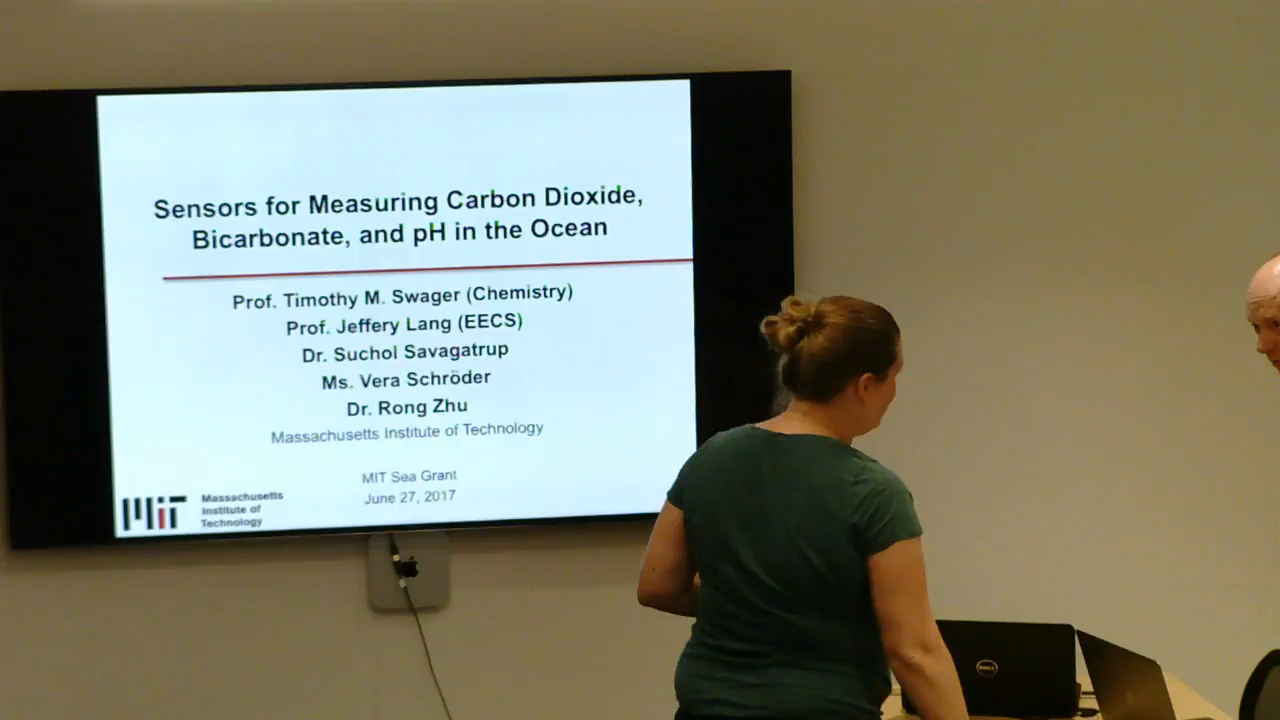 Sensors for Measuring Carbon Dioxide,
Bicarbonate, and pH in the Ocean
Prof. Timothy M. Swager (Chemistry)
Prof. Jeffery Lang (EECS)
Dr. Suchol Savagatrup
Ms. Vera Schröder
Dr. Rong Zhu
Massachusetts Institute of Technology
MIT Sea Grant
June 27, 2017
MIT
Massachusetts
Institute of
Technology
DELL